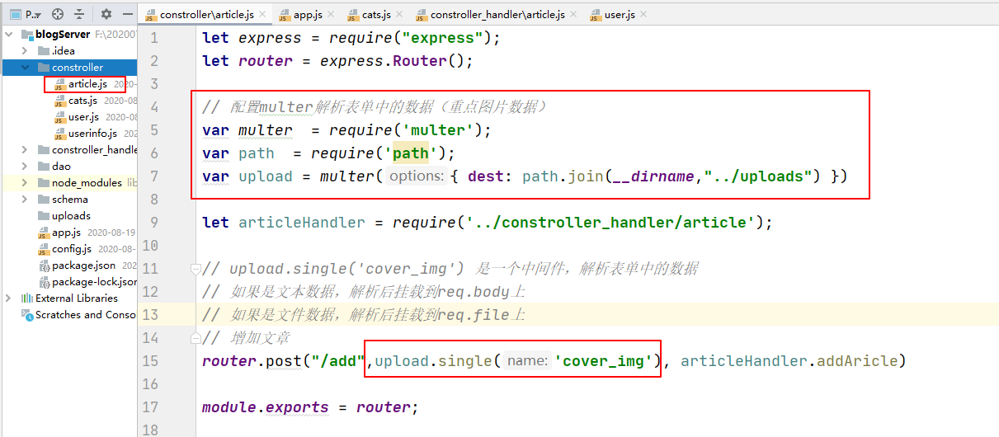 P... constroller\article.js app.js cats.js constroller_handler\article.js user.js
blogServer F:\202007
.idea
constroller
article.js 2020-
cats.js 2020-08
user.js 2020-08
userinfo.js 2020-
constroller_handle
dao
node_modules lib
schema
uploads
app.js 2020-08-19
config.js 2020-08-
package.json 202
package-lock.json
External Libraries
Scratches and Conso
1 let express = require("express");
2 let router = express.Router();
3
4 // 配置multer解析表单中的数据（重点图片数据）
5 var multer  = require('multer');
6 var path  = require('path');
7 var upload = multer( options: { dest: path.join(__dirname,"../uploads") })
8
9 let articleHandler = require('../constroller_handler/article');
10
11 // upload.single('cover_img') 是一个中间件，解析表单中的数据
12 // 如果是文本数据，解析后挂载到req.body上
13 // 如果是文件数据，解析后挂载到req.file上
14 // 增加文章
15 router.post("/add",upload.single( name: 'cover_img'), articleHandler.addAricle)
16
17 module.exports = router;
18